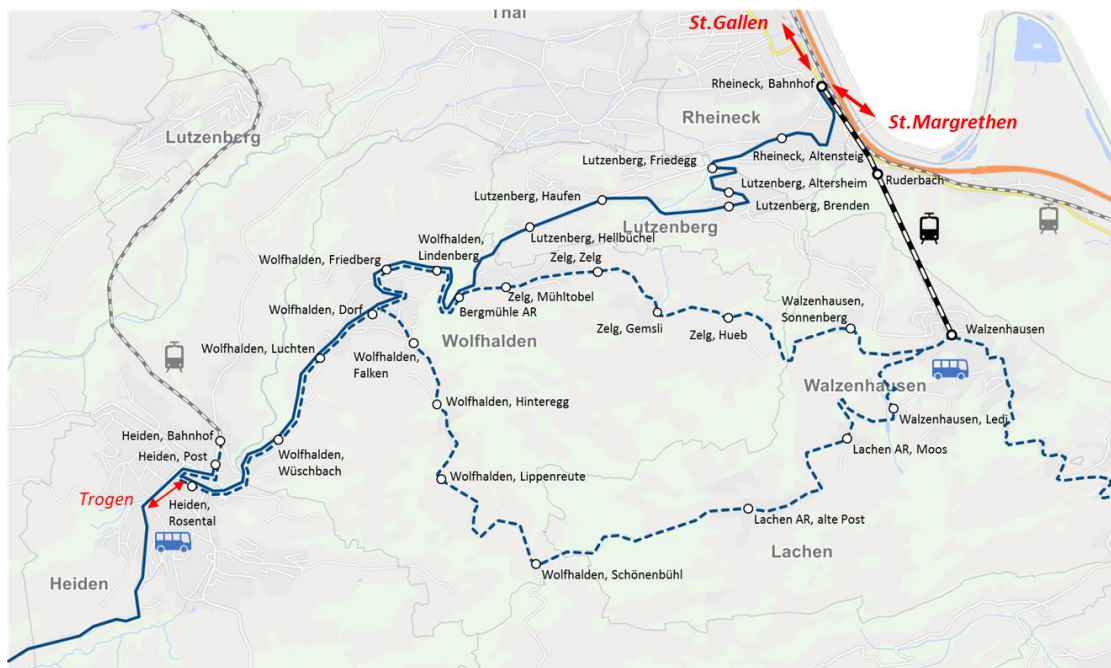 Thal
St.Gallen
Rheineck, Bahnhof
Rheineck
St.Margrethen
Lutzenberg
Rheineck, Altensteig
Lutzenberg, Friedegg
Ruderbach
Lutzenberg, Altersheim
Lutzenberg, Haufen
Lutzenberg, Brenden
Lutzenberg
Lutzenberg, Hellbüchel
Wolfhalden,
Lindenberg
Wolfhalden, Friedberg
Zelg, Zelg
Zelg, Mühltobel
Bergmühle AR
Wolfhalden, Dorf
Zelg, Gemsli
Zelg, Hueb
Walzenhausen,
Sonnenberg
Walzenhausen
Wolfhalden
Wolfhalden, Luchten
Wolfhalden,
Falken
Walzenhausen
Wolfhalden, Hinteregg
Walzenhausen, Ledi
Heiden, Bahnhof
Heiden, Post
Wolfhalden,
Wüschbach
Lachen AR, Moos
Wolfhalden, Lippenreute
Trogen
Heiden,
Rosental
Lachen AR, alte Post
Lachen
Heiden
Wolfhalden, Schönenbühl